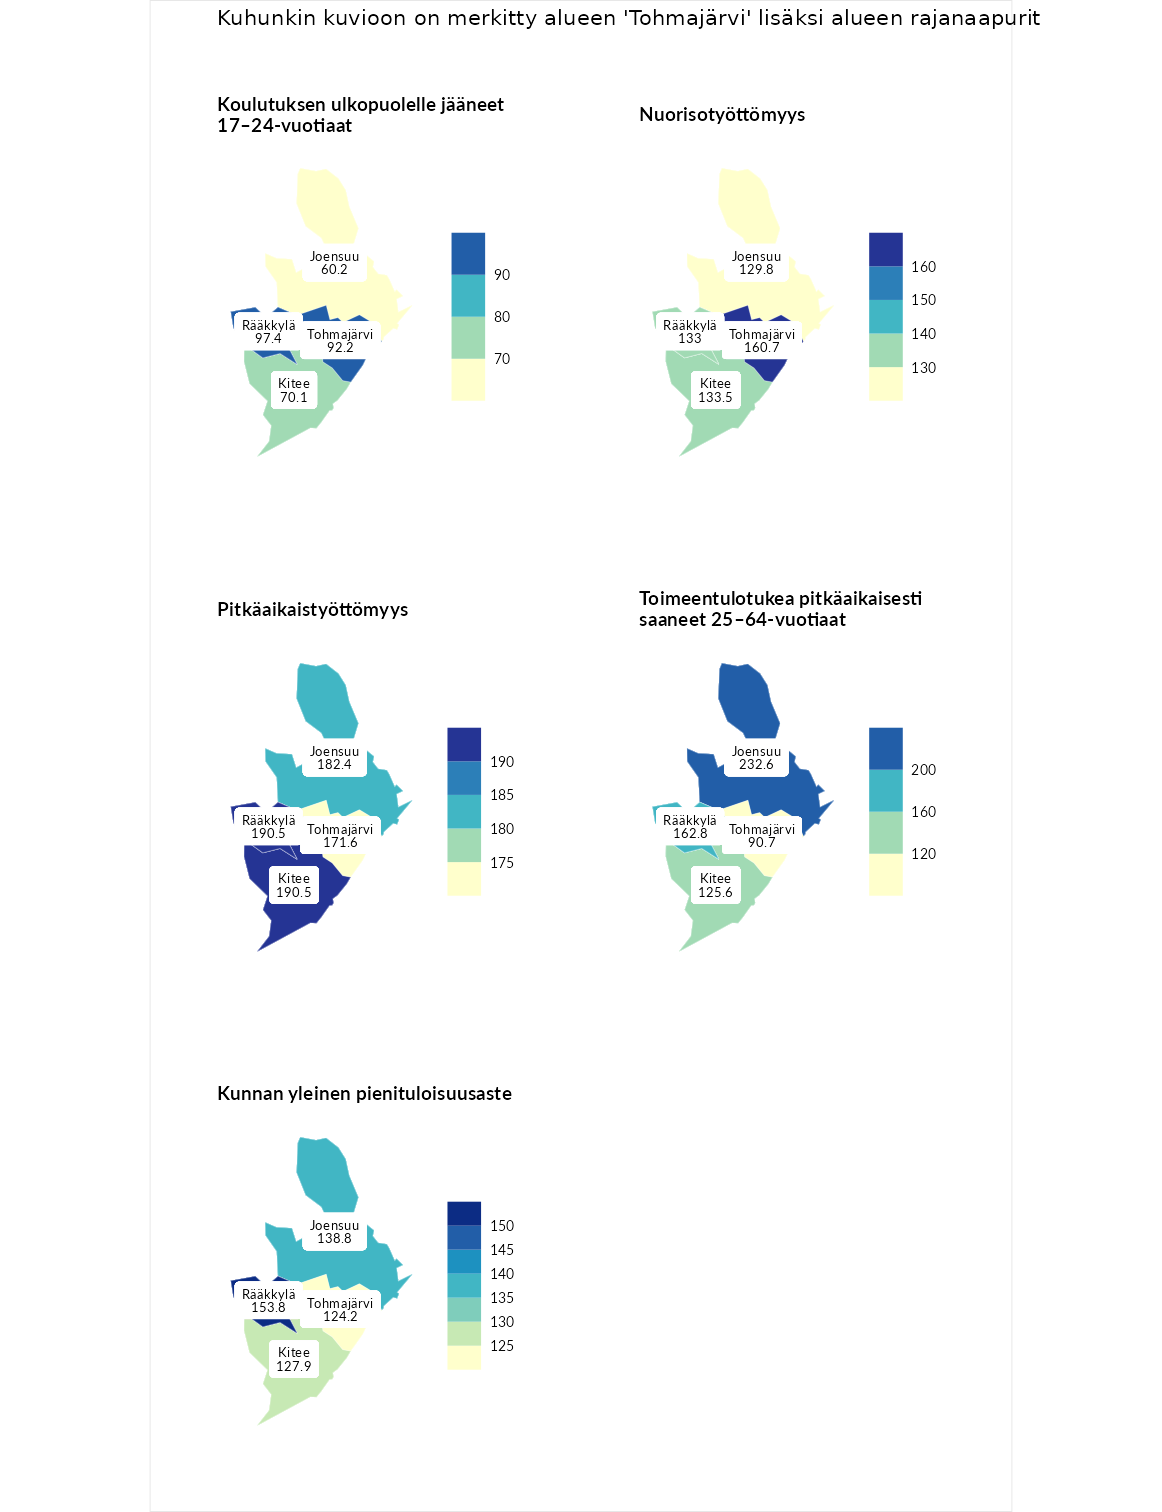 Kuhunkin kuvioon on merkitty alueen 'Tohmajärvi' lisäksi alueen rajanaapurit
Koulutuksen ulkopuolelle jääneet
17–24-vuotiaat
Joensuu
60.2
Rääkkylä
97.4
Tohmajärvi
92.2
Kitee
70.1
90
80
70
Nuorisotyöttömyys
Joensuu
129.8
Rääkkylä
133
Tohmajärvi
160.7
Kitee
133.5
160
150
140
130
Pitkäaikaistyöttömyys
Joensuu
182.4
Rääkkylä
190.5
Tohmajärvi
171.6
Kitee
190.5
190
185
180
175
Toimeentulotukea pitkäaikaisesti
saaneet 25–64-vuotiaat
Joensuu
232.6
Rääkkylä
162.8
Tohmajärvi
90.7
Kitee
125.6
200
160
120
Kunnan yleinen pienituloisuusaste
Joensuu
138.8
Rääkkylä
153.8
Tohmajärvi
124.2
Kitee
127.9
150
145
140
135
130
125